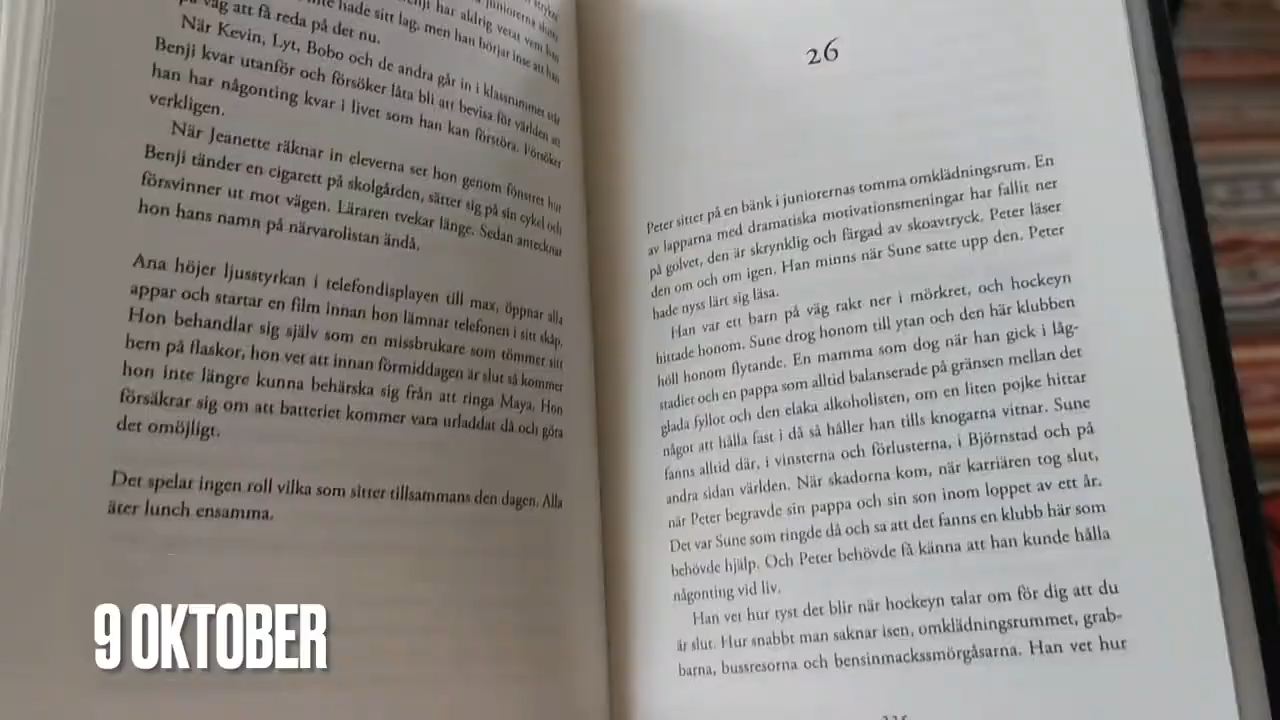 på väg att få reda på det nu.
När Kevin, Lyt, Bobo och de andra går in i klassrummet står
Benji kvar utanför och försöker låta bli att bevisa för världen att
han har någonting kvar i livet som han kan förstöra. Försöker
verkligen.
När Jeanette räknar in eleverna ser hon genom fönstret hur
Benji tänder en cigarett på skolgården, sätter sig på sin cykel och
försvinner ut mot vägen. Läraren tvekar länge. Sedan antecknar
hon hans namn på närvarolistan ändå.
Ana höjer ljusstyrkan i telefondisplayen till max, öppnar alla
appar och startar en film innan hon lämnar telefonen i sitt skåp.
Hon behandlar sig själv som en missbrukare som tömmer sitt
hem på flaskor, hon vet att innan förmiddagen är slut så kommer
hon inte längre kunna behärska sig från att ringa Maya. Hon
försäkrar sig om att batteriet kommer vara urladdat då och göra
det omöjligt.
Det spelar ingen roll vilka som sitter tillsammans den dagen. Alla
äter lunch ensamma.
9 OKTOBER
26
Peter sitter på en bänk i juniorernas tomma omklädningsrum. En
av lapparna med dramatiska motivationsmeningar har fallit ner
på golvet, den är skrynklig och färgad av skoavtryck. Peter läser
den om och om igen. Han minns när Sune satte upp den. Peter
hade nyss lärt sig läsa.
Han var ett barn på väg rakt ner i mörkret, och hockeyn
hittade honom. Sune drog honom till ytan och den här klubben
höll honom flytande. En mamma som dog när han gick i låg-
stadiet och en pappa som alltid balanserade på gränsen mellan det
glada fyllot och den elaka alkoholisten, om en liten pojke hittar
något att hålla fast i då så håller han tills knogarna vitnar. Sune
fanns alltid där, i vinsterna och förlusterna, i Björnstad och på
andra sidan världen. När skadorna kom, när karriären tog slut,
när Peter begravde sin pappa och sin son inom loppet av ett år.
Det var Sune som ringde då och sa att det fanns en klubb här som
behövde hjälp. Och Peter behövde få känna att han kunde hålla
någonting vid liv.
Han vet hur tyst det blir när hockeyn talar om för dig att du
är slut. Hur snabbt man saknar isen, omklädningsrummet, grab-
barna, bussresorna och bensinmackssmörgåsarna. Han vet hur